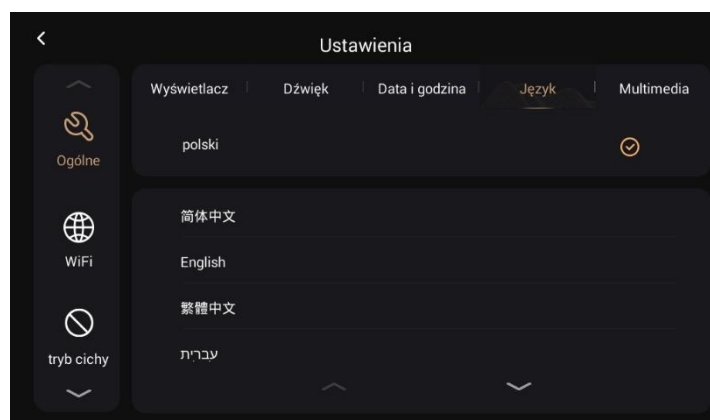 Ustawienia
Wyświetlacz Dźwięk Data i godzina Język Multimedia
polski
Ogólne
简体中文
WiFi
English
繁體中文
tryb cichy
עברית